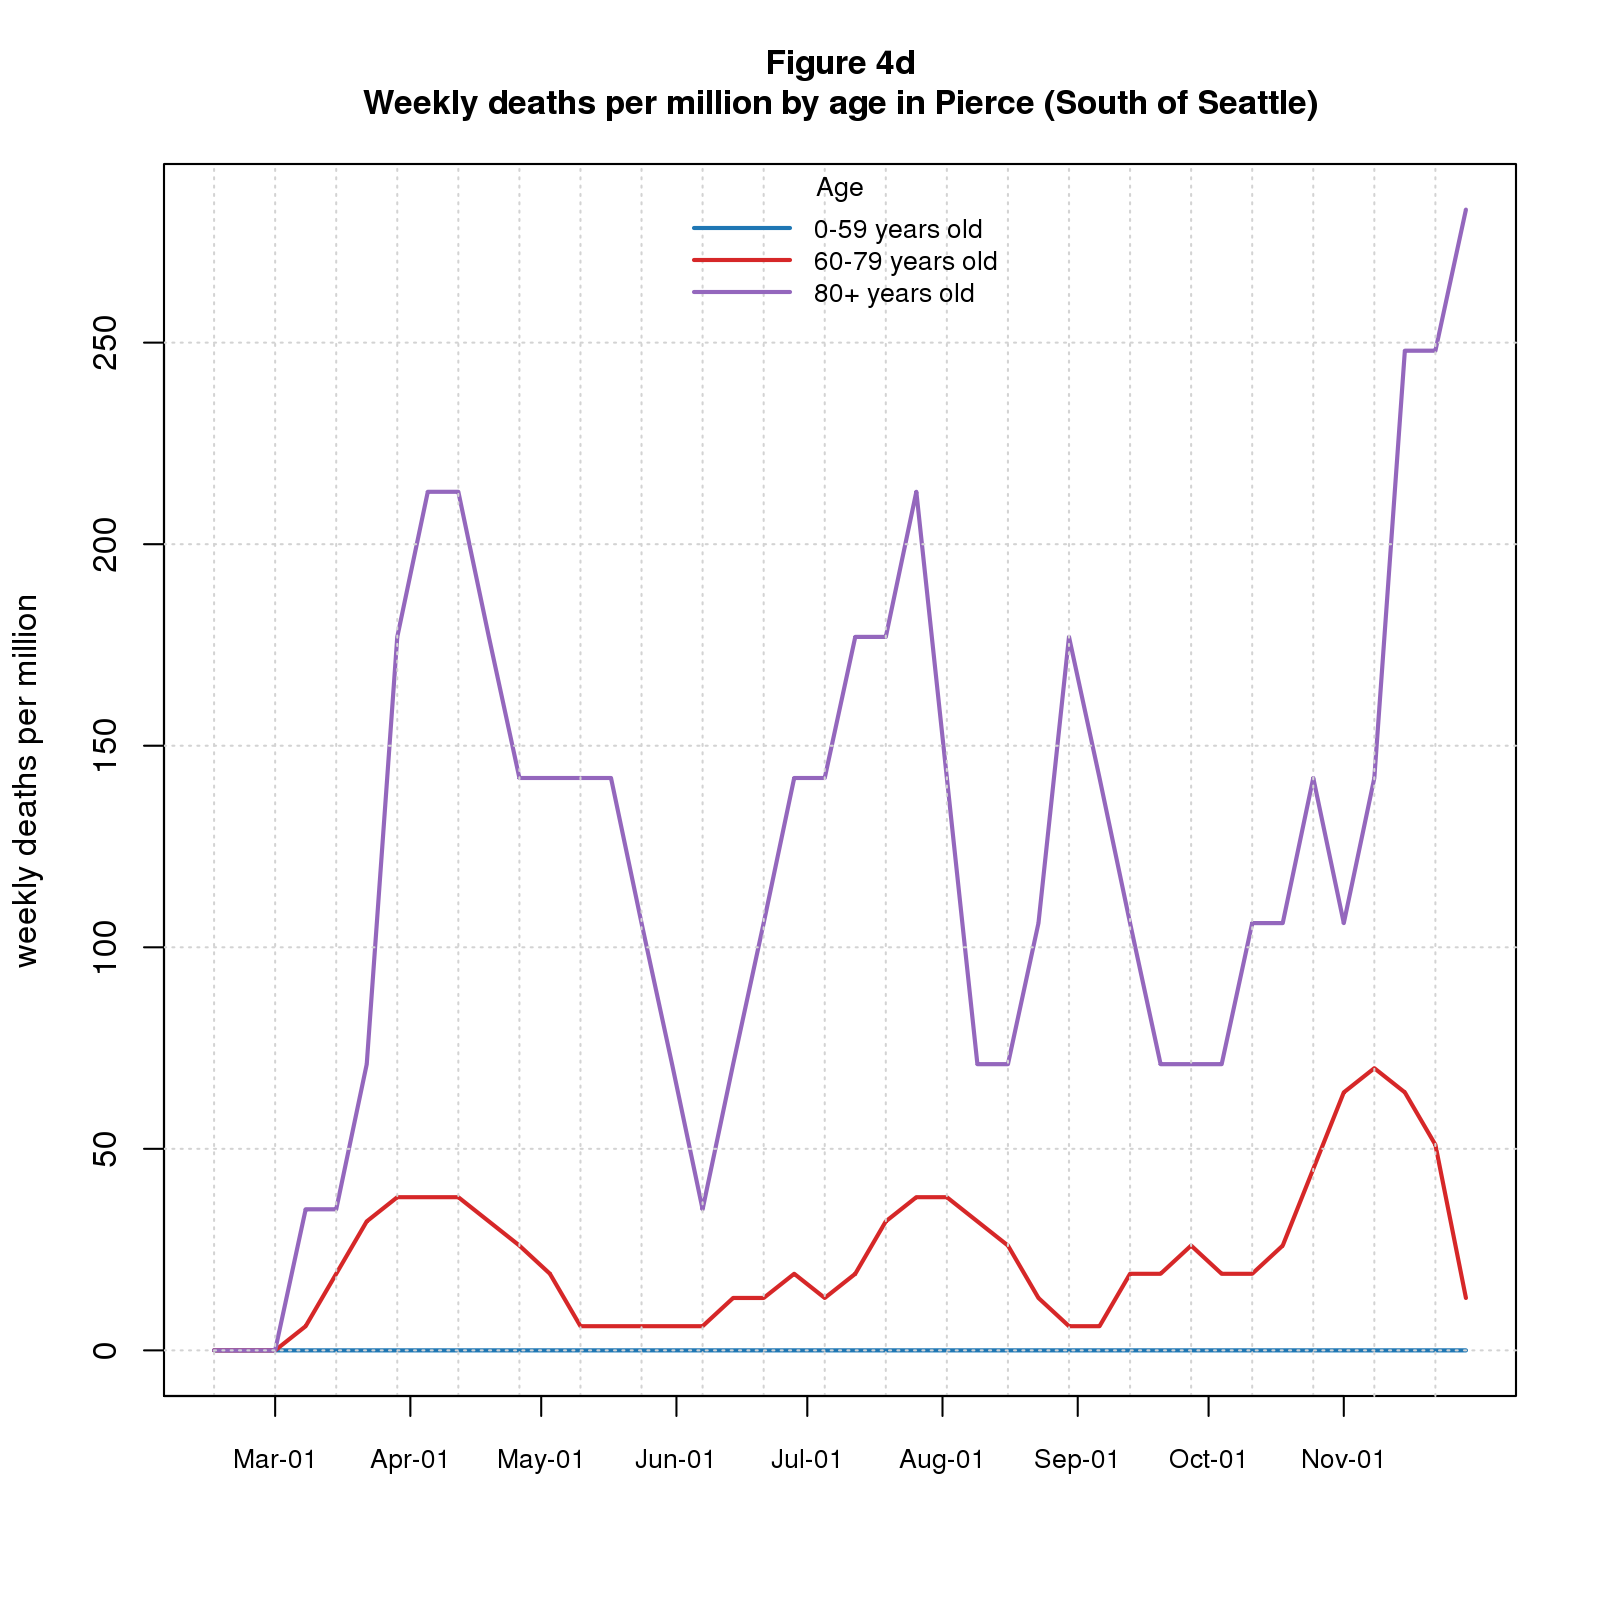 Figure 4d
Weekly deaths per million by age in Pierce (South of Seattle)
Age
0-59 years old
60-79 years old
80+ years old
weekly deaths per million
250
200
150
100
50
0
Mar-01 Apr-01 May-01 Jun-01 Jul-01 Aug-01 Sep-01 Oct-01 Nov-01